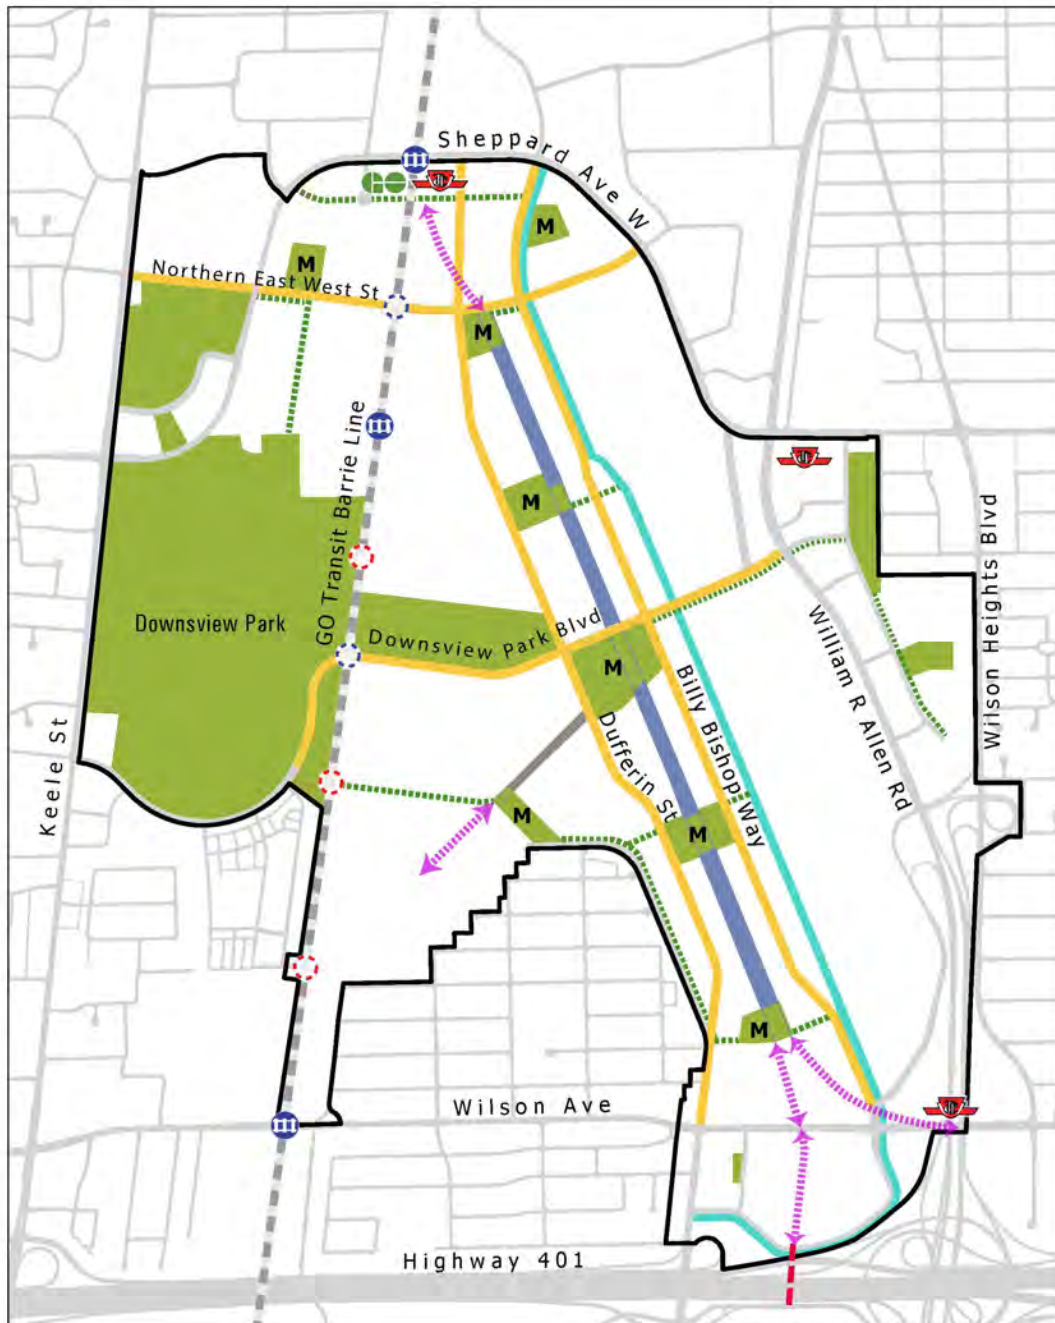 Sheppard Ave W
GO
M
M
Northern East West St
M
GO Transit Barrie Line
M
Wilson Heights Blvd
Downsview Park
Downsview Park Blvd
M
William R Allen Rd
Billy Bishop Way
Dufferin St
Keele St
M
M
M
Wilson Ave
Highway 401